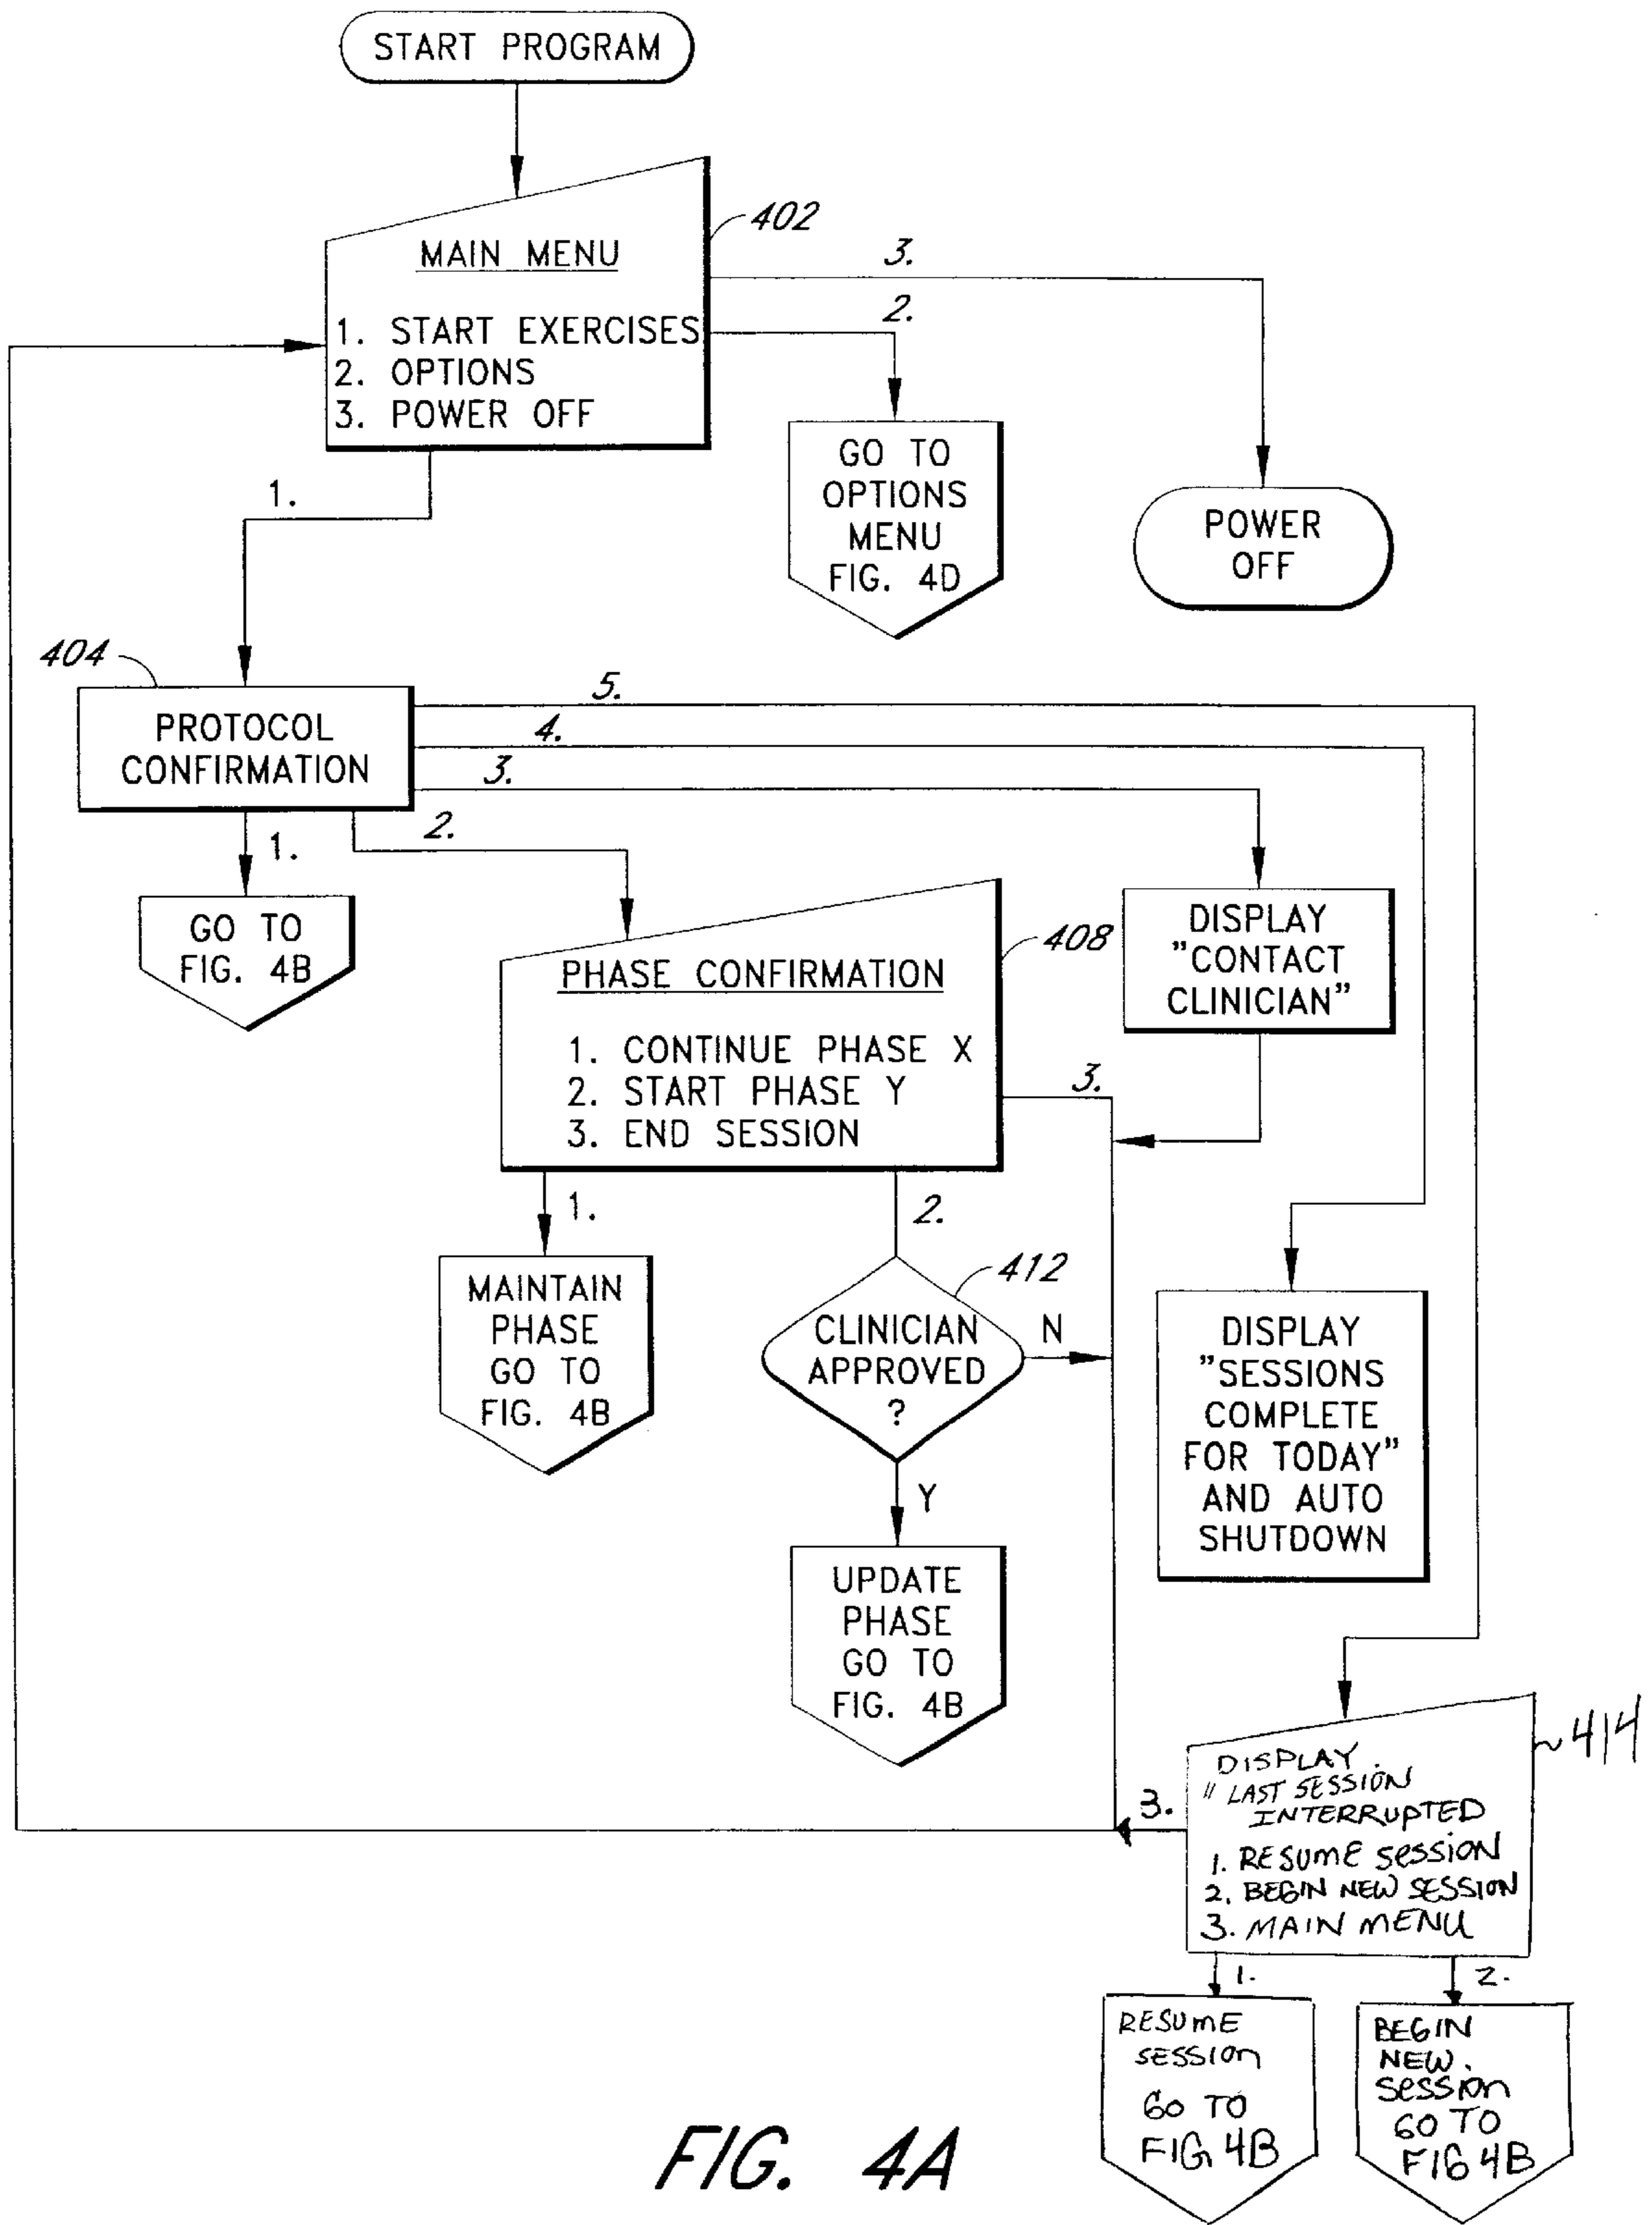 START PROGRAM
402
MAIN MENU
1. START EXERCISES
2. OPTIONS
3. POWER OFF
3.
2.
1.
GO TO
OPTIONS
MENU
FIG. 4D
POWER
OFF
404
PROTOCOL
CONFIRMATION
5.
4.
3.
2.
1.
GO TO
FIG. 4B
408
PHASE CONFIRMATION
1. CONTINUE PHASE X
2. START PHASE Y
3. END SESSION
3.
DISPLAY
"CONTACT
CLINICIAN"
1.
2.
MAINTAIN
PHASE
GO TO
FIG. 4B
412
CLINICIAN
APPROVED
?
N
Y
DISPLAY
"SESSIONS
COMPLETE
FOR TODAY"
AND AUTO
SHUTDOWN
UPDATE
PHASE
GO TO
FIG. 4B
414
DISPLAY
" LAST SESSION
INTERRUPTED
1. RESUME SESSION
2. BEGIN NEW SESSION
3. MAIN MENU
3.
1.
2.
RESUME
SESSION
GO TO
FIG 4B
BEGIN
NEW
SESSION
GO TO
FIG 4B
FIG. 4A